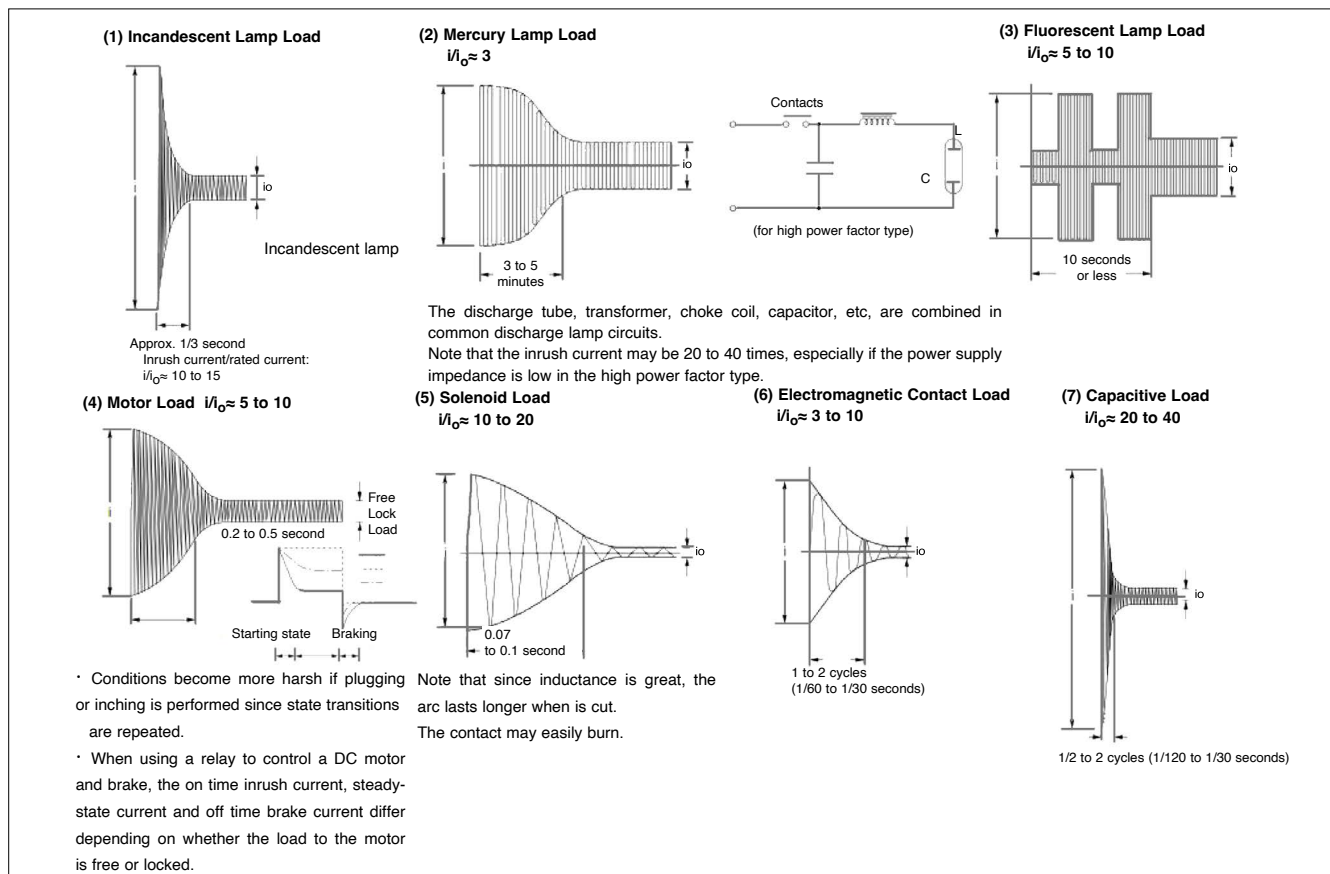 (1) Incandescent Lamp Load
i
io
Incandescent lamp
Approx. 1/3 second
Inrush current/rated current:
i/io≈ 10 to 15
(2) Mercury Lamp Load
i/io≈ 3
i
io
3 to 5
minutes
Contacts
L
C
(for high power factor type)
The discharge tube, transformer, choke coil, capacitor, etc, are combined in
common discharge lamp circuits.
Note that the inrush current may be 20 to 40 times, especially if the power supply
impedance is low in the high power factor type.
(3) Fluorescent Lamp Load
i/io≈ 5 to 10
i
io
10 seconds
or less
(4) Motor Load i/io≈ 5 to 10
i
Free
Lock
Load
0.2 to 0.5 second
Starting state
Braking
· Conditions become more harsh if plugging
or inching is performed since state transitions
are repeated.
· When using a relay to control a DC motor
and brake, the on time inrush current, steady-
state current and off time brake current differ
depending on whether the load to the motor
is free or locked.
(5) Solenoid Load
i/io≈ 10 to 20
i
io
0.07
to 0.1 second
Note that since inductance is great, the
arc lasts longer when is cut.
The contact may easily burn.
(6) Electromagnetic Contact Load
i/io≈ 3 to 10
i
io
1 to 2 cycles
(1/60 to 1/30 seconds)
(7) Capacitive Load
i/io≈ 20 to 40
i
io
1/2 to 2 cycles (1/120 to 1/30 seconds)